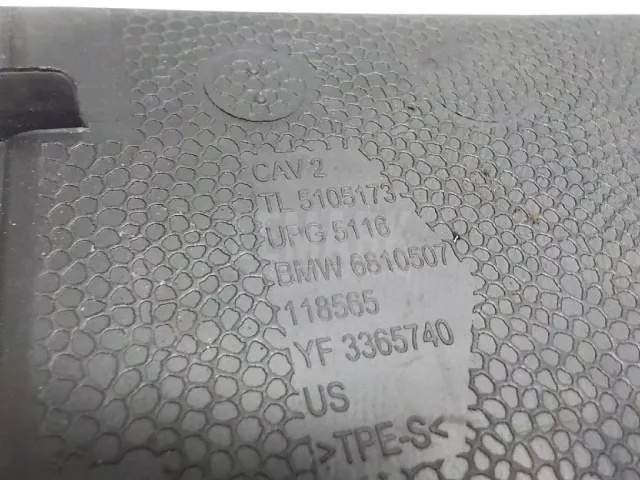 CAV 2
TL 5105173
UPG 5116
BMW 6810507
118565
YF 3365740
US
>TPE-S<